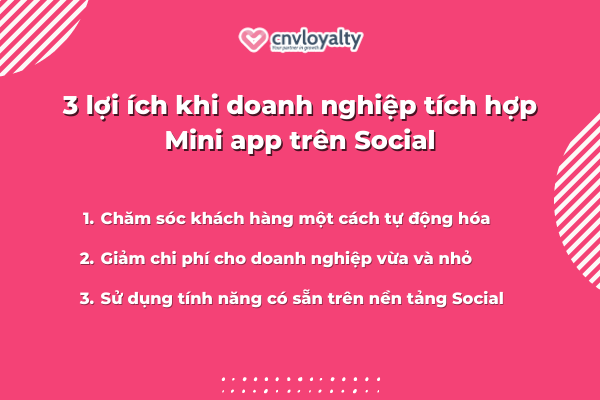 cnvloyalty
Your partner in growth
3 lợi ích khi doanh nghiệp tích hợp
Mini app trên Social
1. Chăm sóc khách hàng một cách tự động hóa
2. Giảm chi phí cho doanh nghiệp vừa và nhỏ
3. Sử dụng tính năng có sẵn trên nền tảng Social